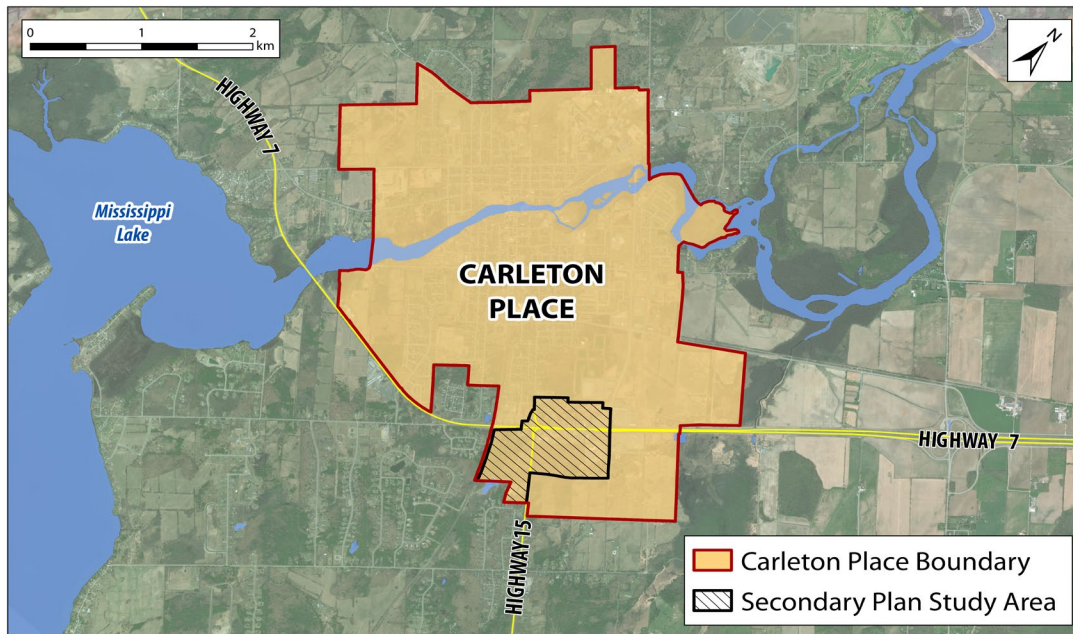 0 1 2
km
N
HIGHWAY 7
Mississippi
Lake
CARLETON
PLACE
HIGHWAY 7
HIGHWAY 15
Carleton Place Boundary
Secondary Plan Study Area